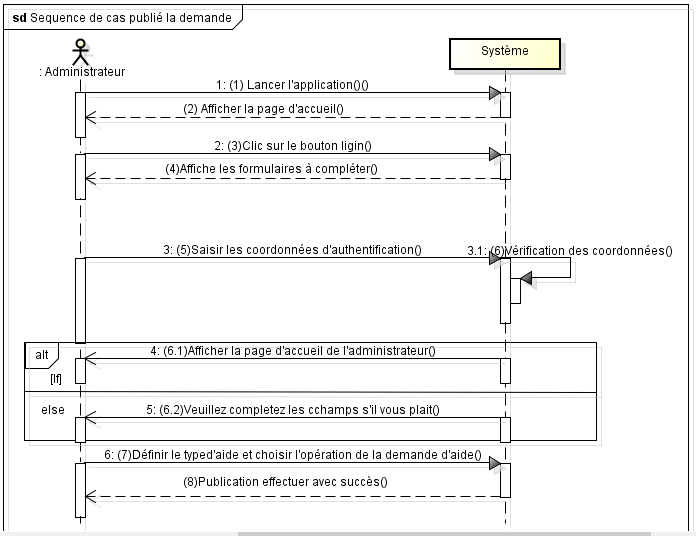 sd Sequence de cas publié la demande
: Administrateur
Système
1: (1) Lancer l'application()()
(2) Afficher la page d'accueil()
2: (3)Clic sur le bouton ligin()
(4)Affiche les formulaires à compléter()
3: (5)Saisir les coordonnées d'authentification()
3.1: (6)Vérification des coordonnées()
alt
4: (6.1)Afficher la page d'accueil de l'administrateur()
[If]
else
5: (6.2)Veuillez completez les cchamps s'il vous plait()
6: (7)Définir le typed'aide et choisir l'opération de la demande d'aide()
(8)Publication effectuer avec succès()